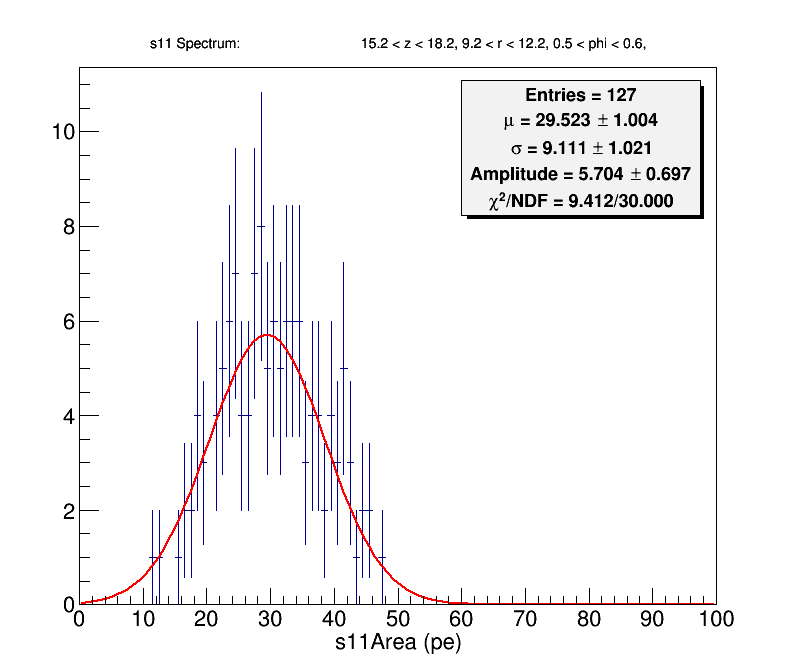 s11 Spectrum: 15.2 < z < 18.2, 9.2 < r < 12.2, 0.5 < phi < 0.6,
Entries = 127
μ = 29.523 ± 1.004
σ = 9.111 ± 1.021
Amplitude = 5.704 ± 0.697
χ²/NDF = 9.412/30.000
10
8
6
4
2
0
0 10 20 30 40 50 60 70 80 90 100
s11Area (pe)